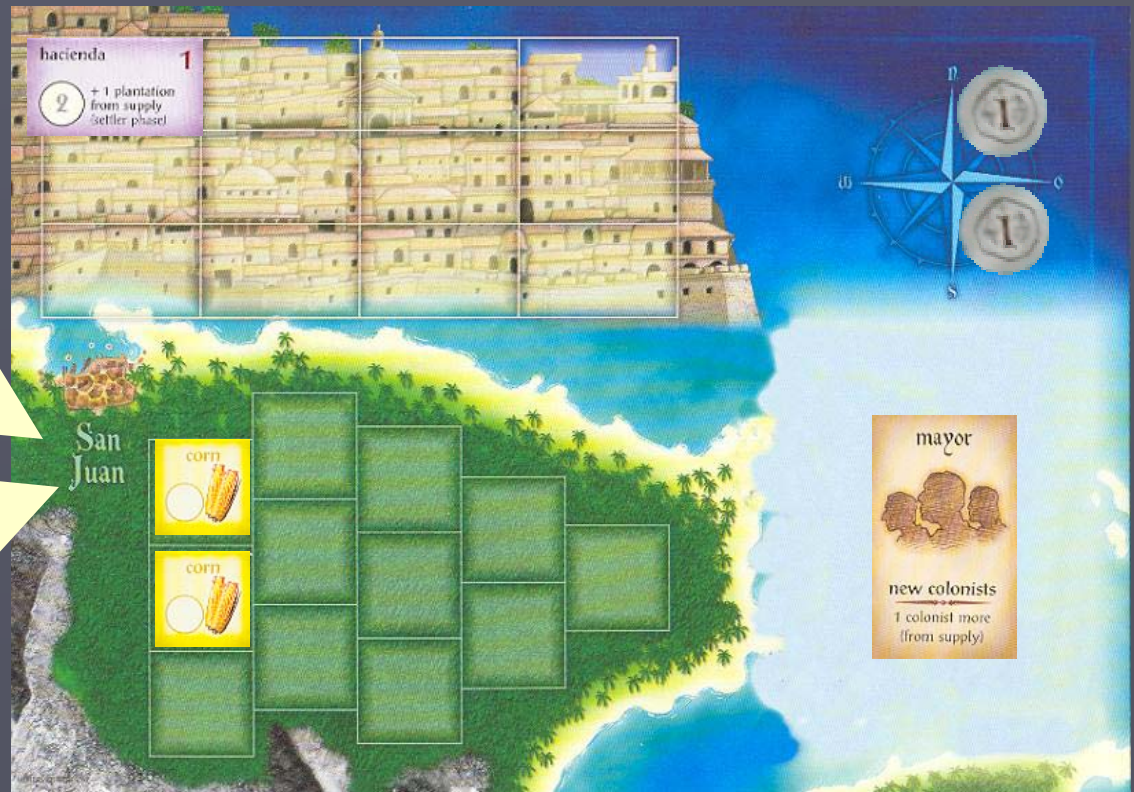 hacienda 1
2
+ 1 plantation
from supply
(settler phase)
n
1
w o
1
s
San
Juan
corn
corn
mayor
new colonists
1 colonist more
(from supply)